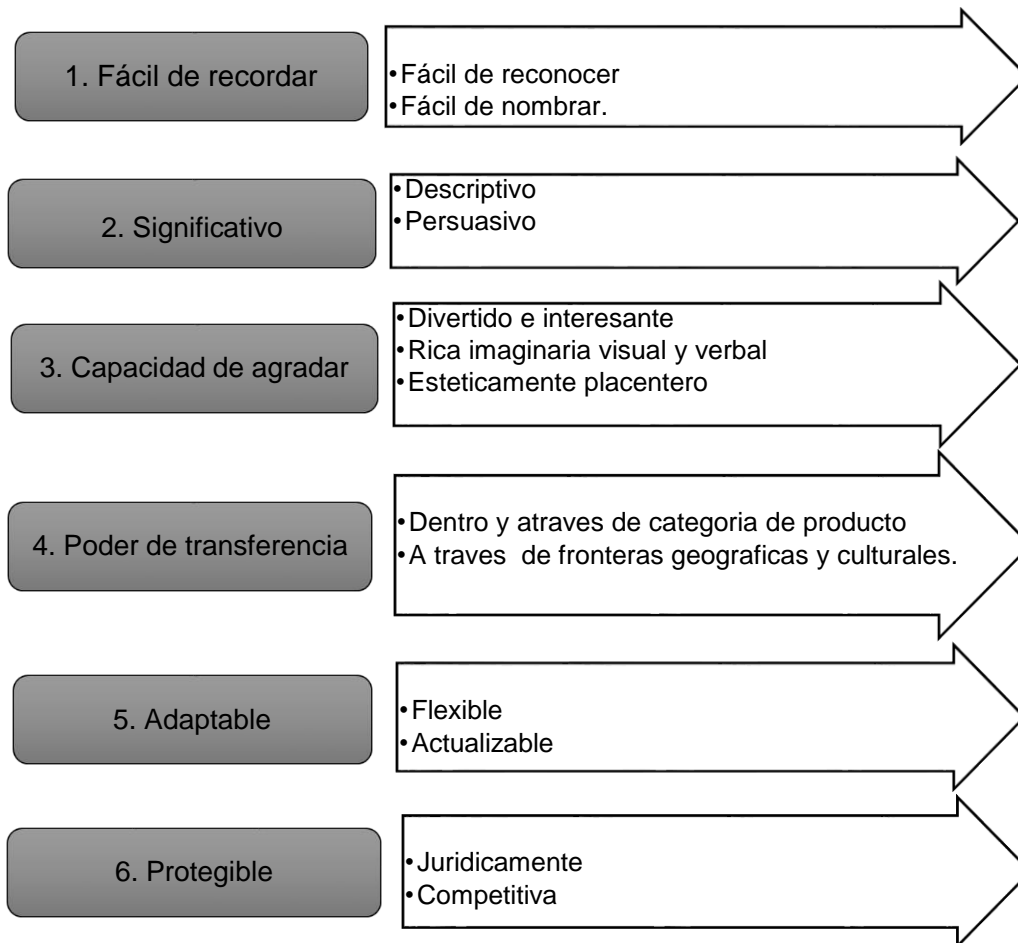 1. Fácil de recordar
•Fácil de reconocer
•Fácil de nombrar.
2. Significativo
•Descriptivo
•Persuasivo
3. Capacidad de agradar
•Divertido e interesante
•Rica imaginaria visual y verbal
•Esteticamente placentero
4. Poder de transferencia
•Dentro y atraves de categoria de producto
•A traves de fronteras geograficas y culturales.
5. Adaptable
•Flexible
•Actualizable
6. Protegible
•Juridicamente
•Competitiva